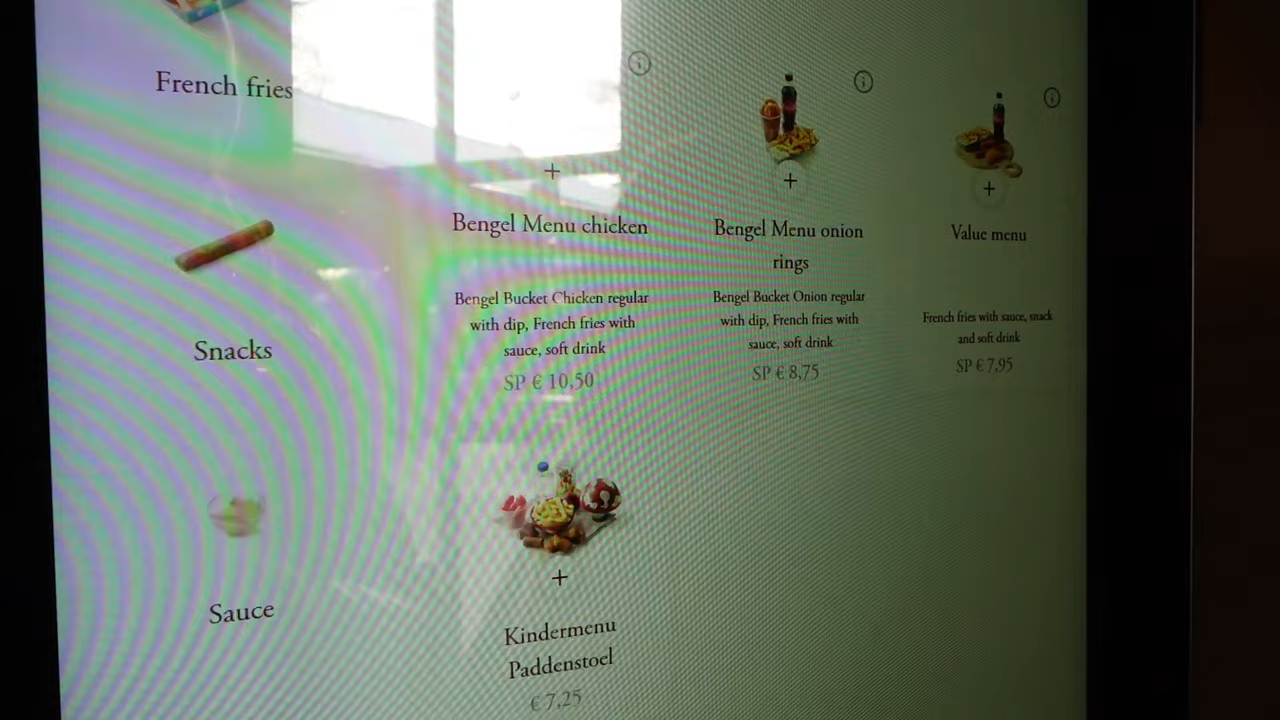 French fries
Snacks
Sauce
Bengel Menu chicken
Bengel Bucket Chicken regular
with dip, French fries with
sauce, soft drink
SP € 10,50
Bengel Menu onion
rings
Bengel Bucket Onion regular
with dip, French fries with
sauce, soft drink
SP € 8,75
Value menu
French fries with sauce, snack
and soft drink
SP € 7,95
Kindermenu
Paddenstoel
€ 7,25